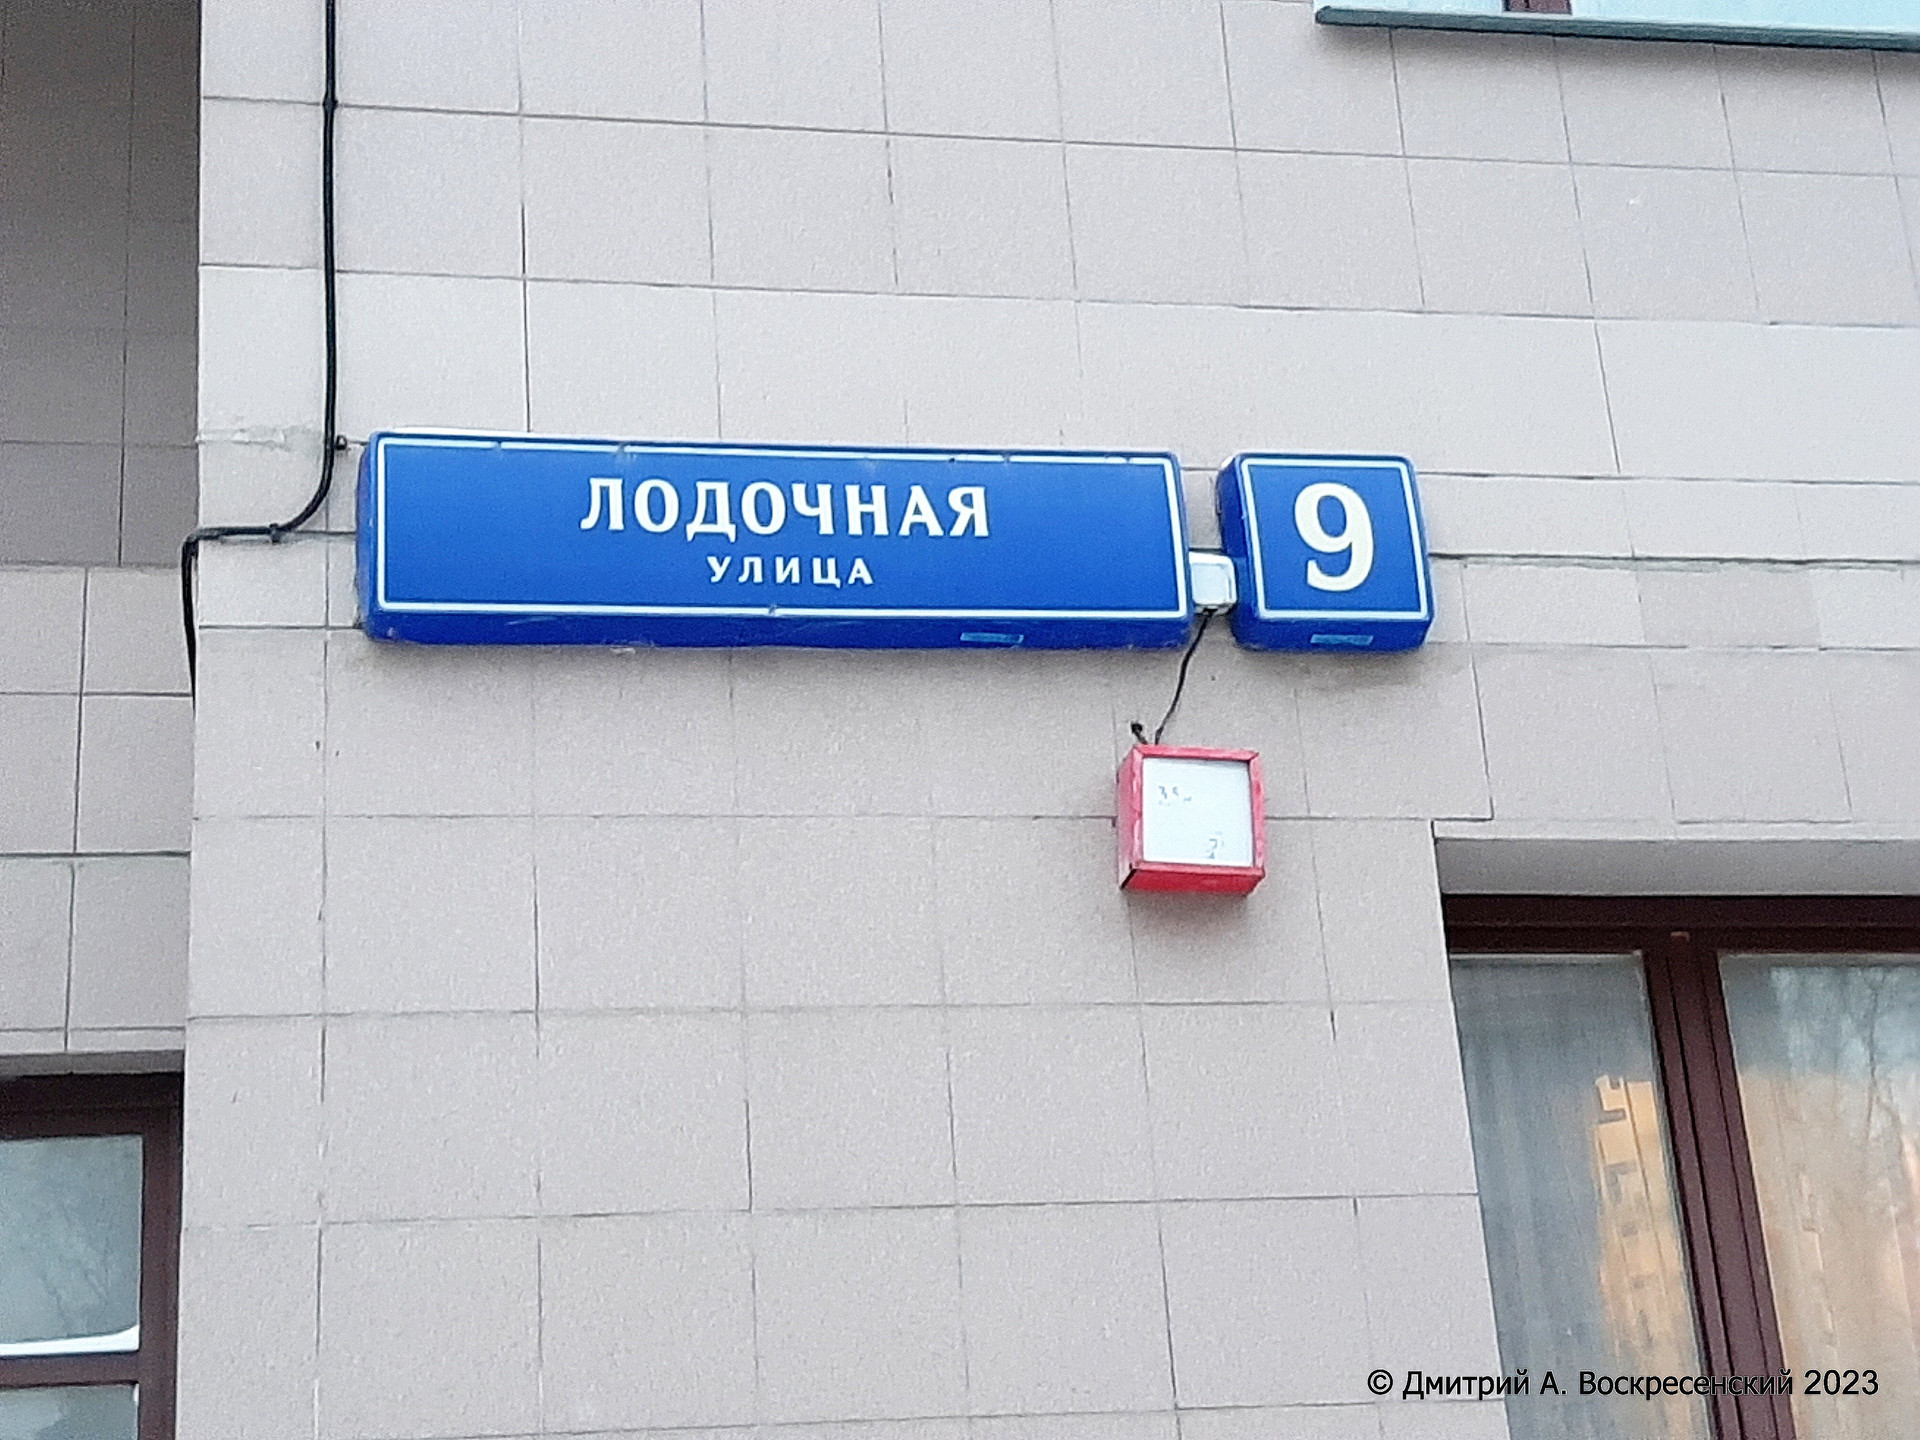 ЛОДОЧНАЯ
УЛИЦА
9
© Дмитрий А. Воскресенский 2023